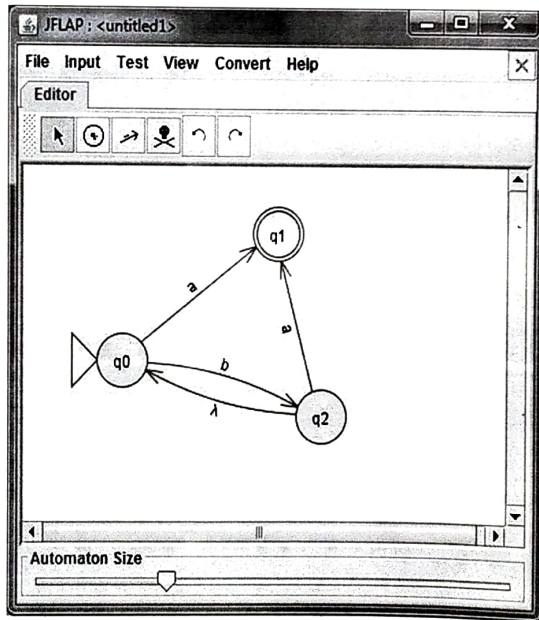 JFLAP : <untitled1>
File Input Test View Convert Help
Editor
q1
a
a
q0
b
λ
q2
Automaton Size